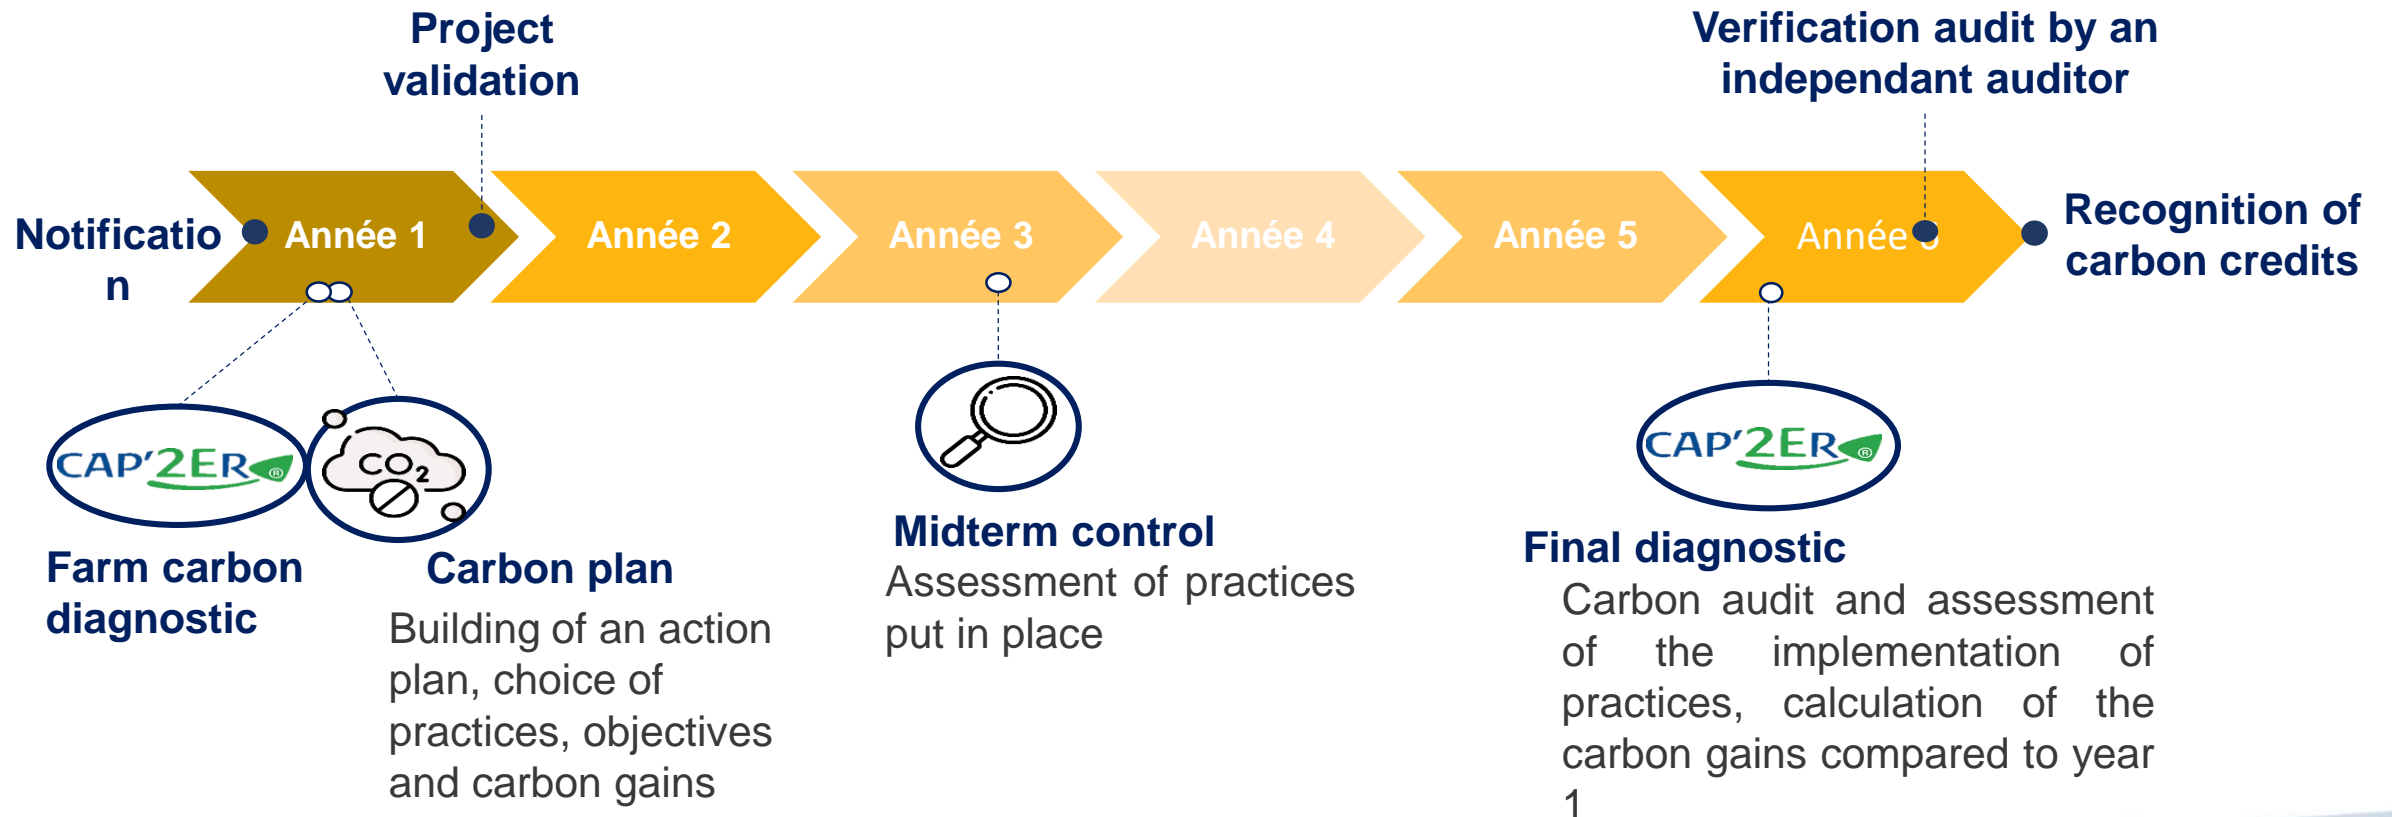 Project
validation
Verification audit by an
independant auditor
Notificatio
n
Année 1
Année 2
Année 3
Année 4
Année 5
Année 6
Recognition of
carbon credits
CAP'2ER®
CO2
CAP'2ER®
Farm carbon
diagnostic
Carbon plan
Building of an action
plan, choice of
practices, objectives
and carbon gains
Midterm control
Assessment of practices
put in place
Final diagnostic
Carbon audit and assessment
of the implementation of
practices, calculation of the
carbon gains compared to year
1